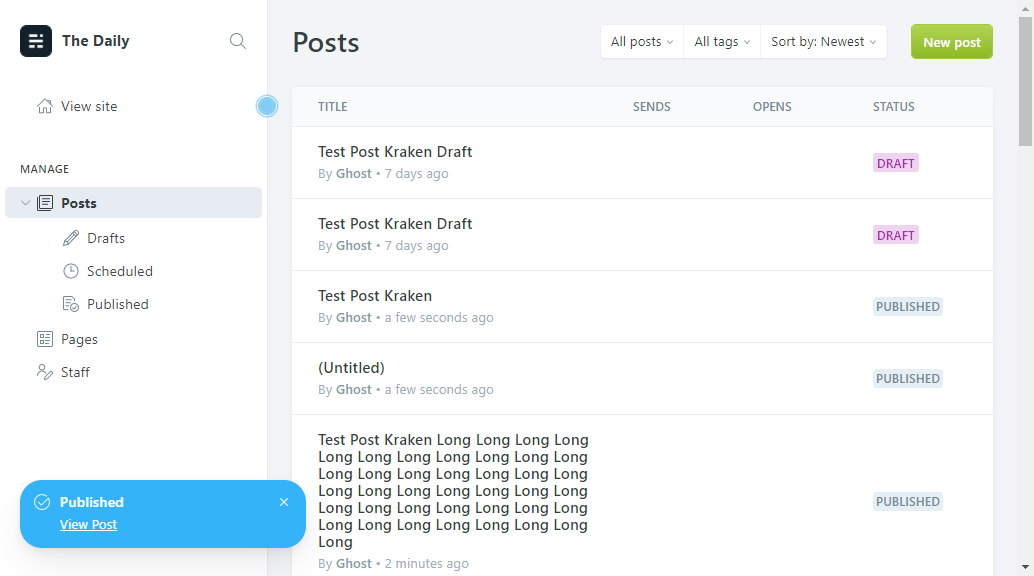 The Daily
View site
MANAGE
Posts
Drafts
Scheduled
Published
Pages
Staff
Published
View Post
Posts
All posts
All tags
Sort by: Newest
New post
TITLE SENDS OPENS STATUS
Test Post Kraken Draft
By Ghost • 7 days ago
DRAFT
Test Post Kraken Draft
By Ghost • 7 days ago
DRAFT
Test Post Kraken
By Ghost • a few seconds ago
PUBLISHED
(Untitled)
By Ghost • a few seconds ago
PUBLISHED
Test Post Kraken Long Long Long Long
Long Long Long Long Long Long Long
Long Long Long Long Long Long Long
Long Long Long Long Long Long Long
Long Long Long Long Long Long Long
Long Long Long Long Long Long Long
Long
By Ghost • 2 minutes ago
PUBLISHED